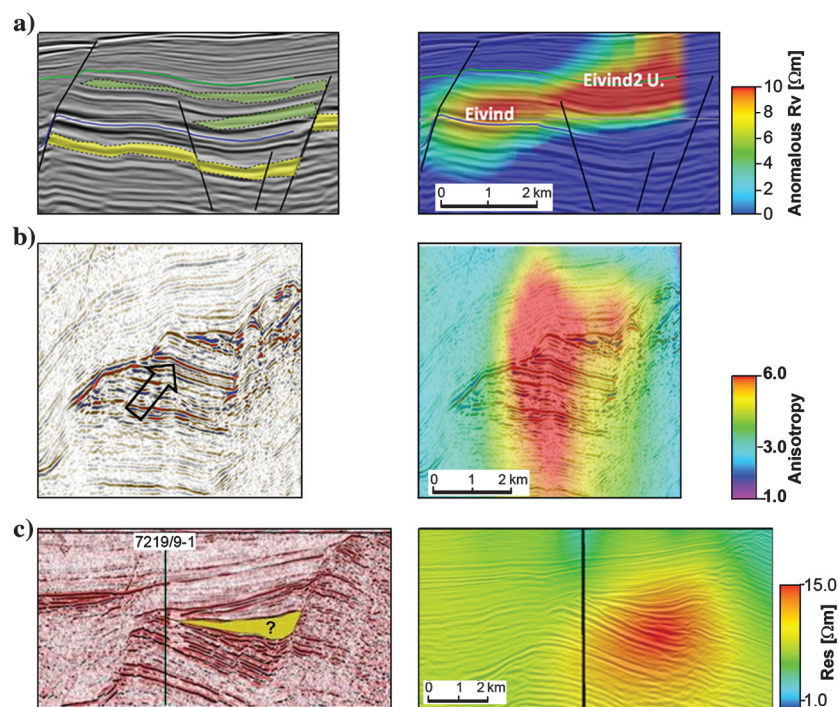 a)
Eivind
Eivind2 U.
0 1 2 km
10
8
6
4
2
0
Anomalous Rv [Ωm]
b)
0 1 2 km
6.0
3.0
1.0
Anisotropy
c)
7219/9-1
?
0 1 2 km
15.0
1.0
Res [Ωm]